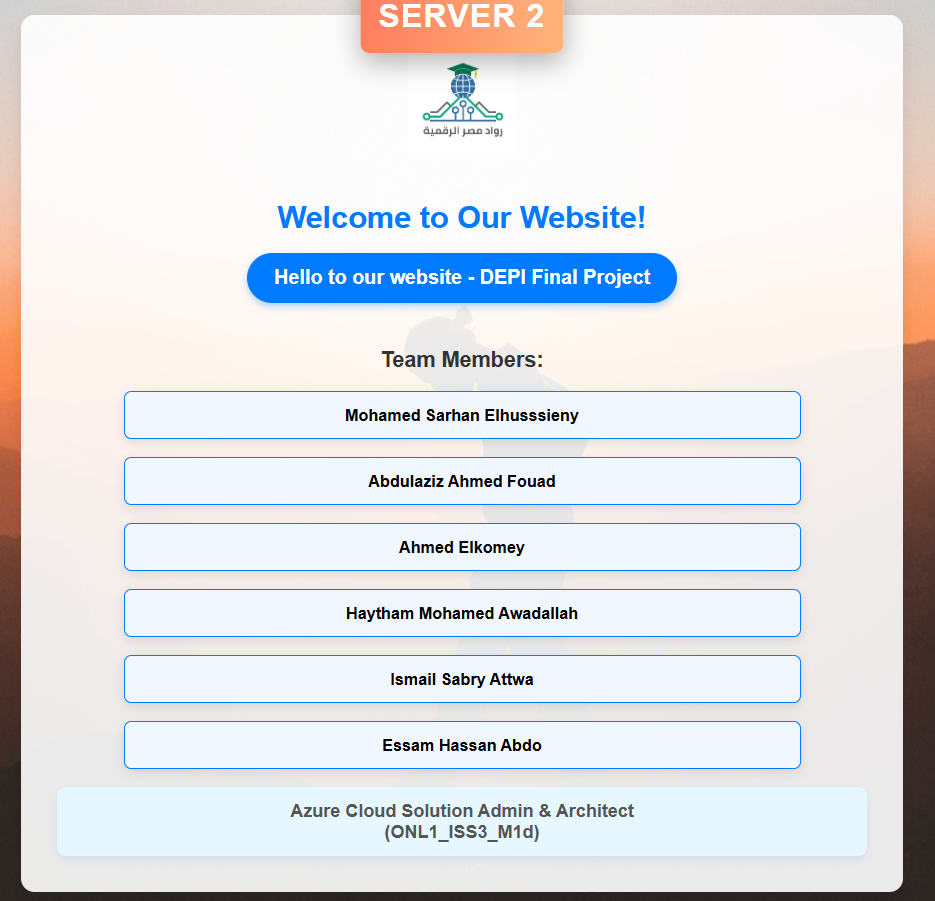 SERVER 2
رواد مصر الرقمية
Welcome to Our Website!
Hello to our website - DEPI Final Project
Team Members:
Mohamed Sarhan Elhusssieny
Abdulaziz Ahmed Fouad
Ahmed Elkomey
Haytham Mohamed Awadallah
Ismail Sabry Attwa
Essam Hassan Abdo
Azure Cloud Solution Admin & Architect
(ONL1_ISS3_M1d)